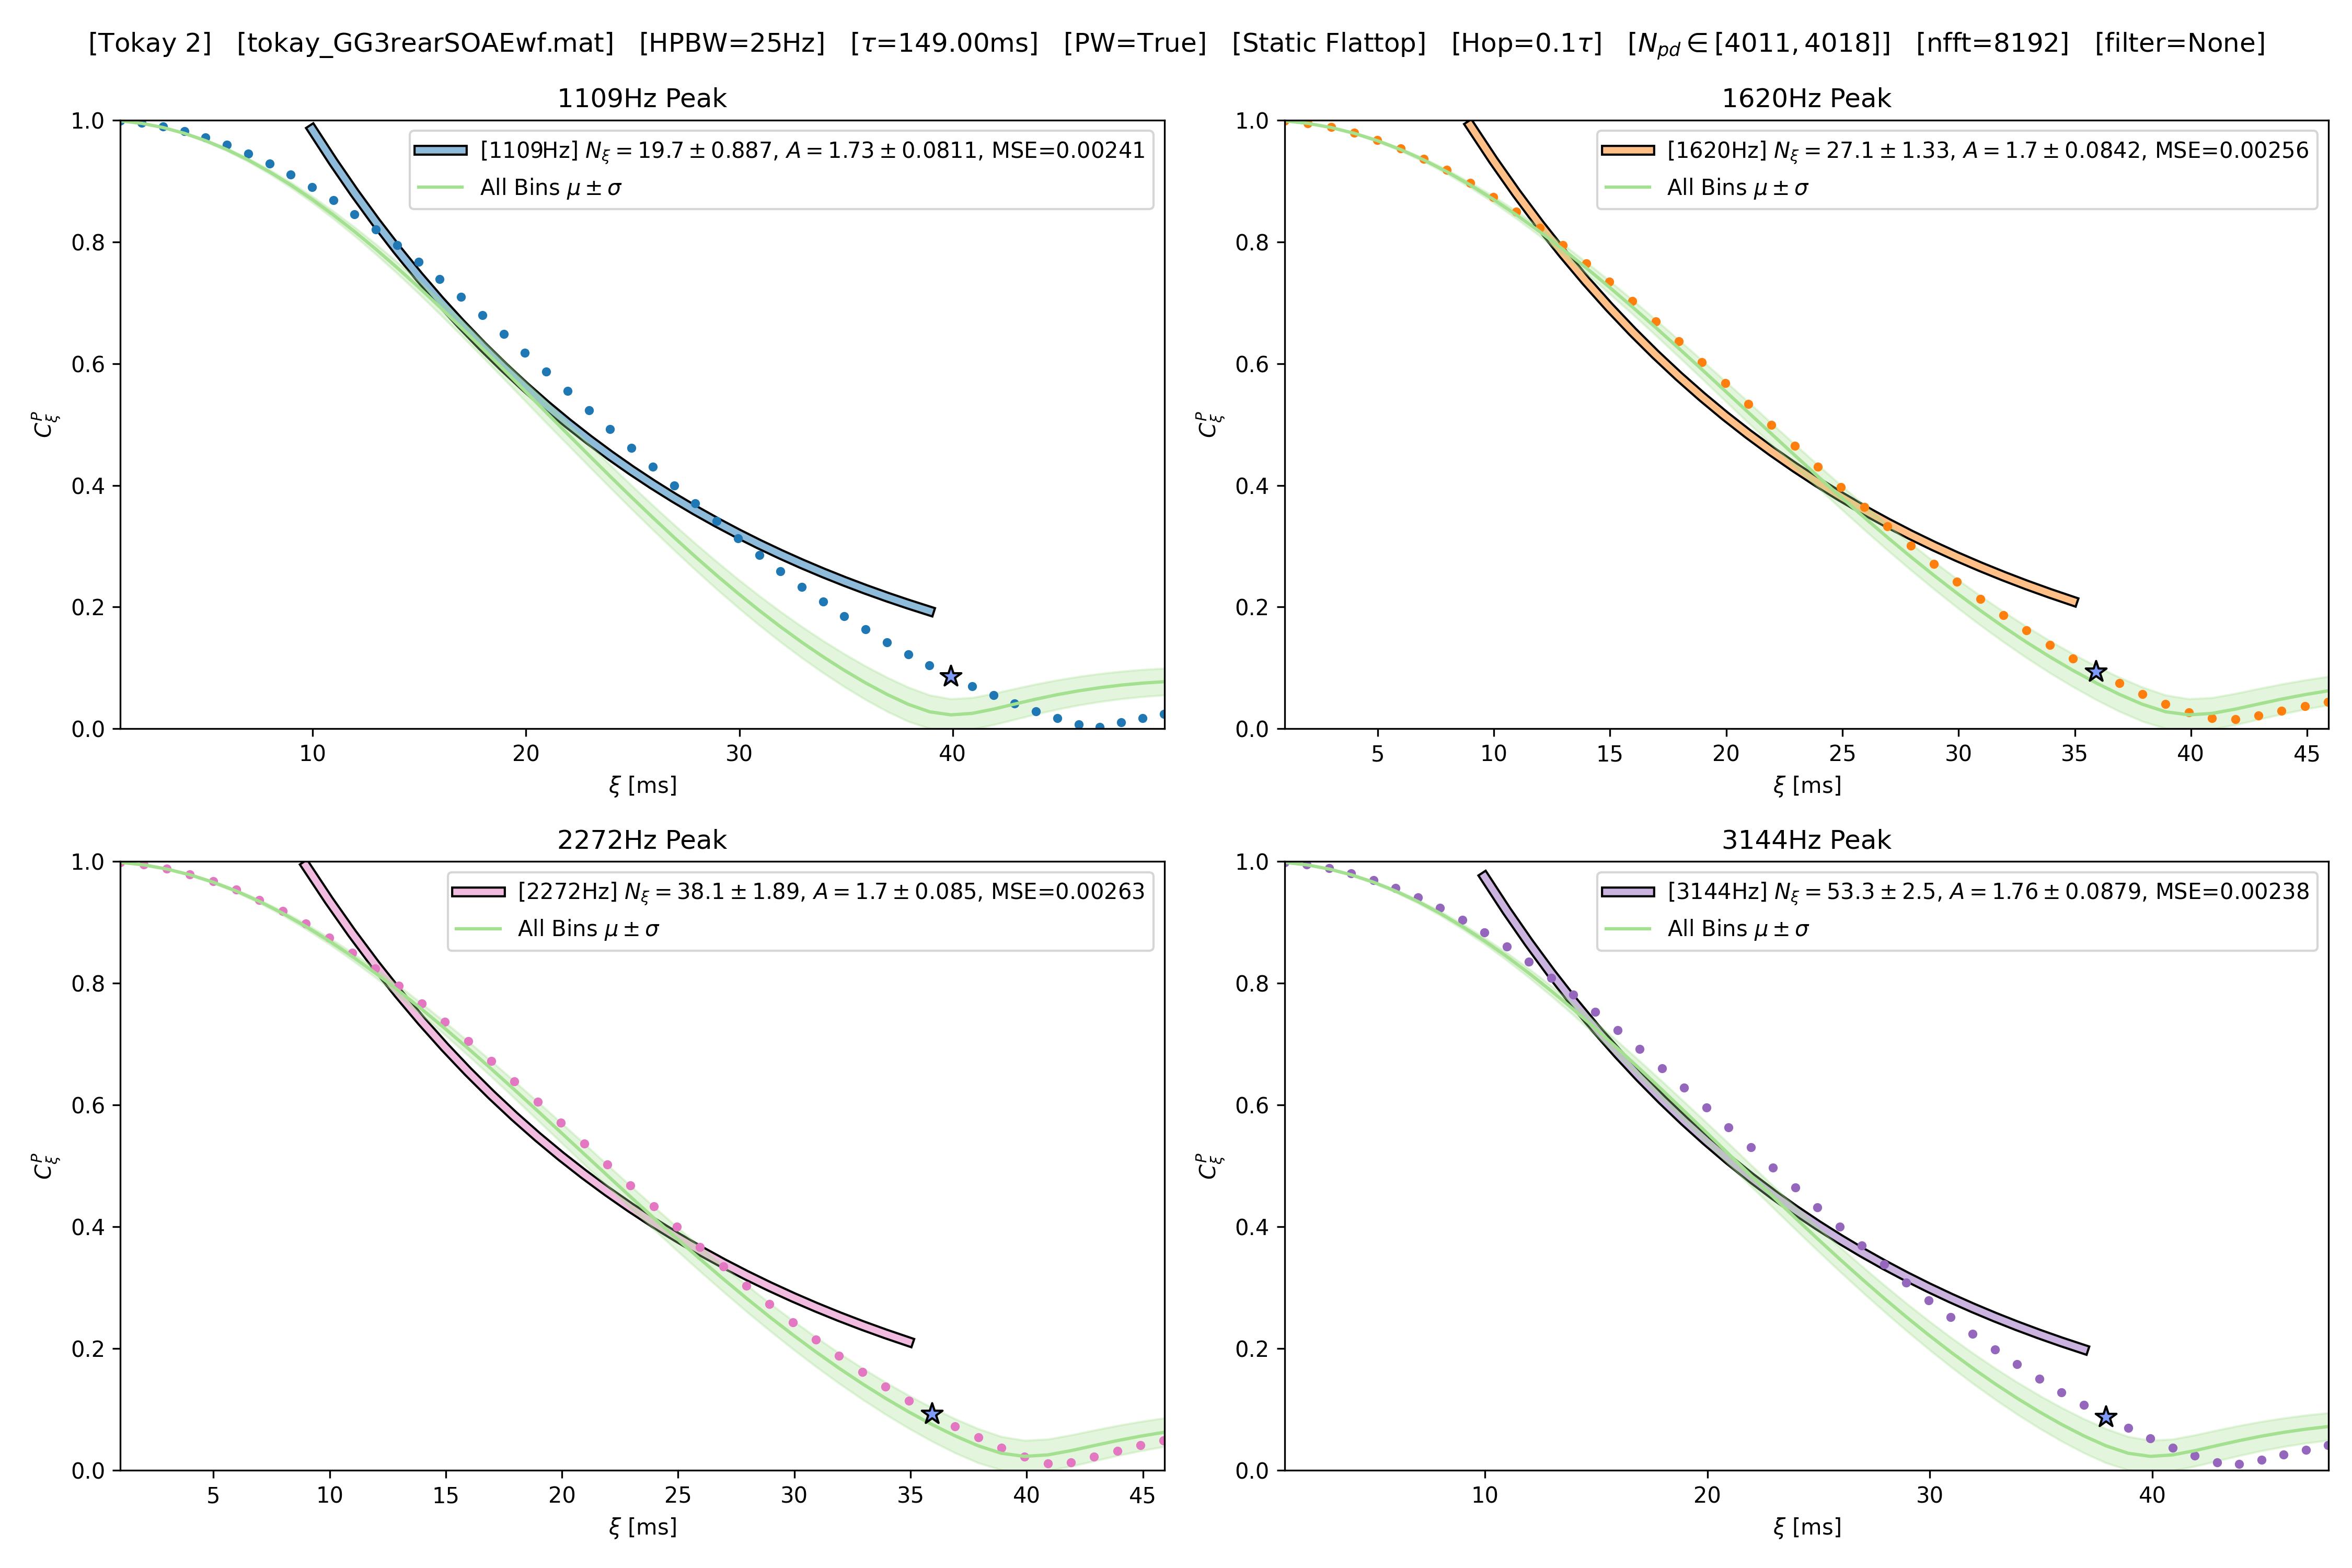 [Tokay 2] [tokay_GG3rearSOAEwf.mat] [HPBW=25Hz] [τ=149.00ms] [PW=True] [Static Flattop] [Hop=0.1τ] [N_{pd} ∈ [4011, 4018]] [nfft=8192] [filter=None]
1109Hz Peak
[1109Hz] N_ξ = 19.7 ± 0.887, A = 1.73 ± 0.0811, MSE=0.00241
All Bins μ ± σ
1.0
0.8
0.6
0.4
0.2
0.0
C_ξ^P
10 20 30 40
ξ [ms]
1620Hz Peak
[1620Hz] N_ξ = 27.1 ± 1.33, A = 1.7 ± 0.0842, MSE=0.00256
All Bins μ ± σ
1.0
0.8
0.6
0.4
0.2
0.0
C_ξ^P
5 10 15 20 25 30 35 40 45
ξ [ms]
2272Hz Peak
[2272Hz] N_ξ = 38.1 ± 1.89, A = 1.7 ± 0.085, MSE=0.00263
All Bins μ ± σ
1.0
0.8
0.6
0.4
0.2
0.0
C_ξ^P
5 10 15 20 25 30 35 40 45
ξ [ms]
3144Hz Peak
[3144Hz] N_ξ = 53.3 ± 2.5, A = 1.76 ± 0.0879, MSE=0.00238
All Bins μ ± σ
1.0
0.8
0.6
0.4
0.2
0.0
C_ξ^P
10 20 30 40
ξ [ms]